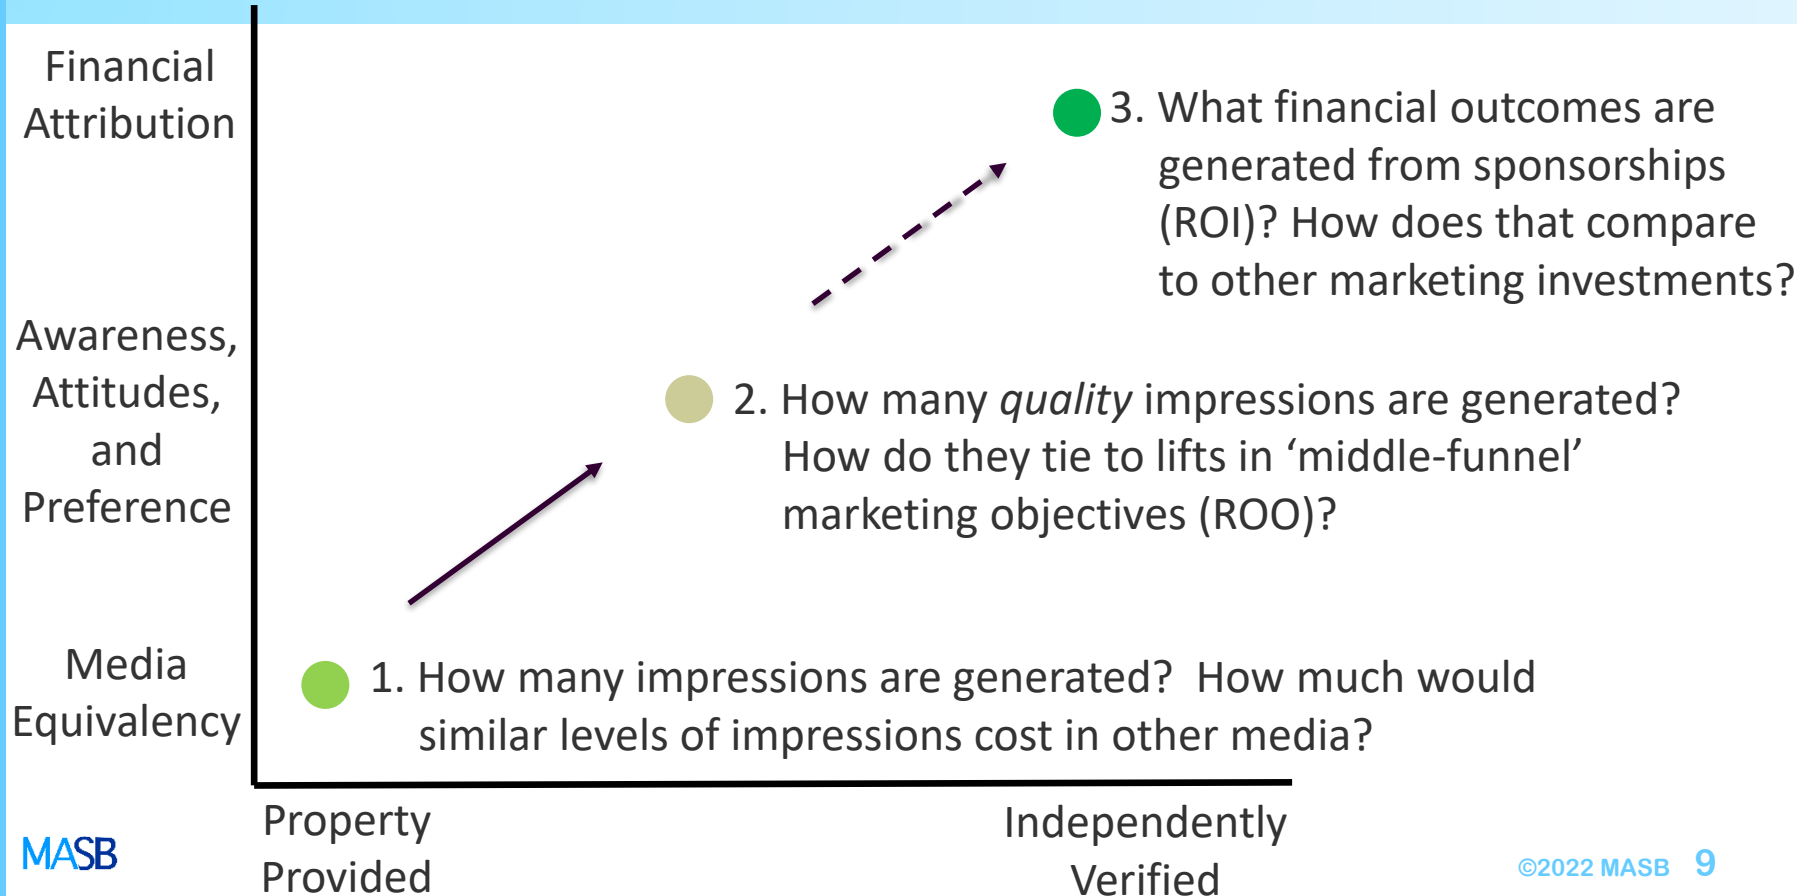 Financial
Attribution
3. What financial outcomes are
generated from sponsorships
(ROI)? How does that compare
to other marketing investments?
Awareness,
Attitudes,
and
Preference
2. How many quality impressions are generated?
How do they tie to lifts in ‘middle-funnel’
marketing objectives (ROO)?
Media
Equivalency
1. How many impressions are generated?  How much would
similar levels of impressions cost in other media?
Property
Provided
Independently
Verified
MASB
©2022 MASB 9